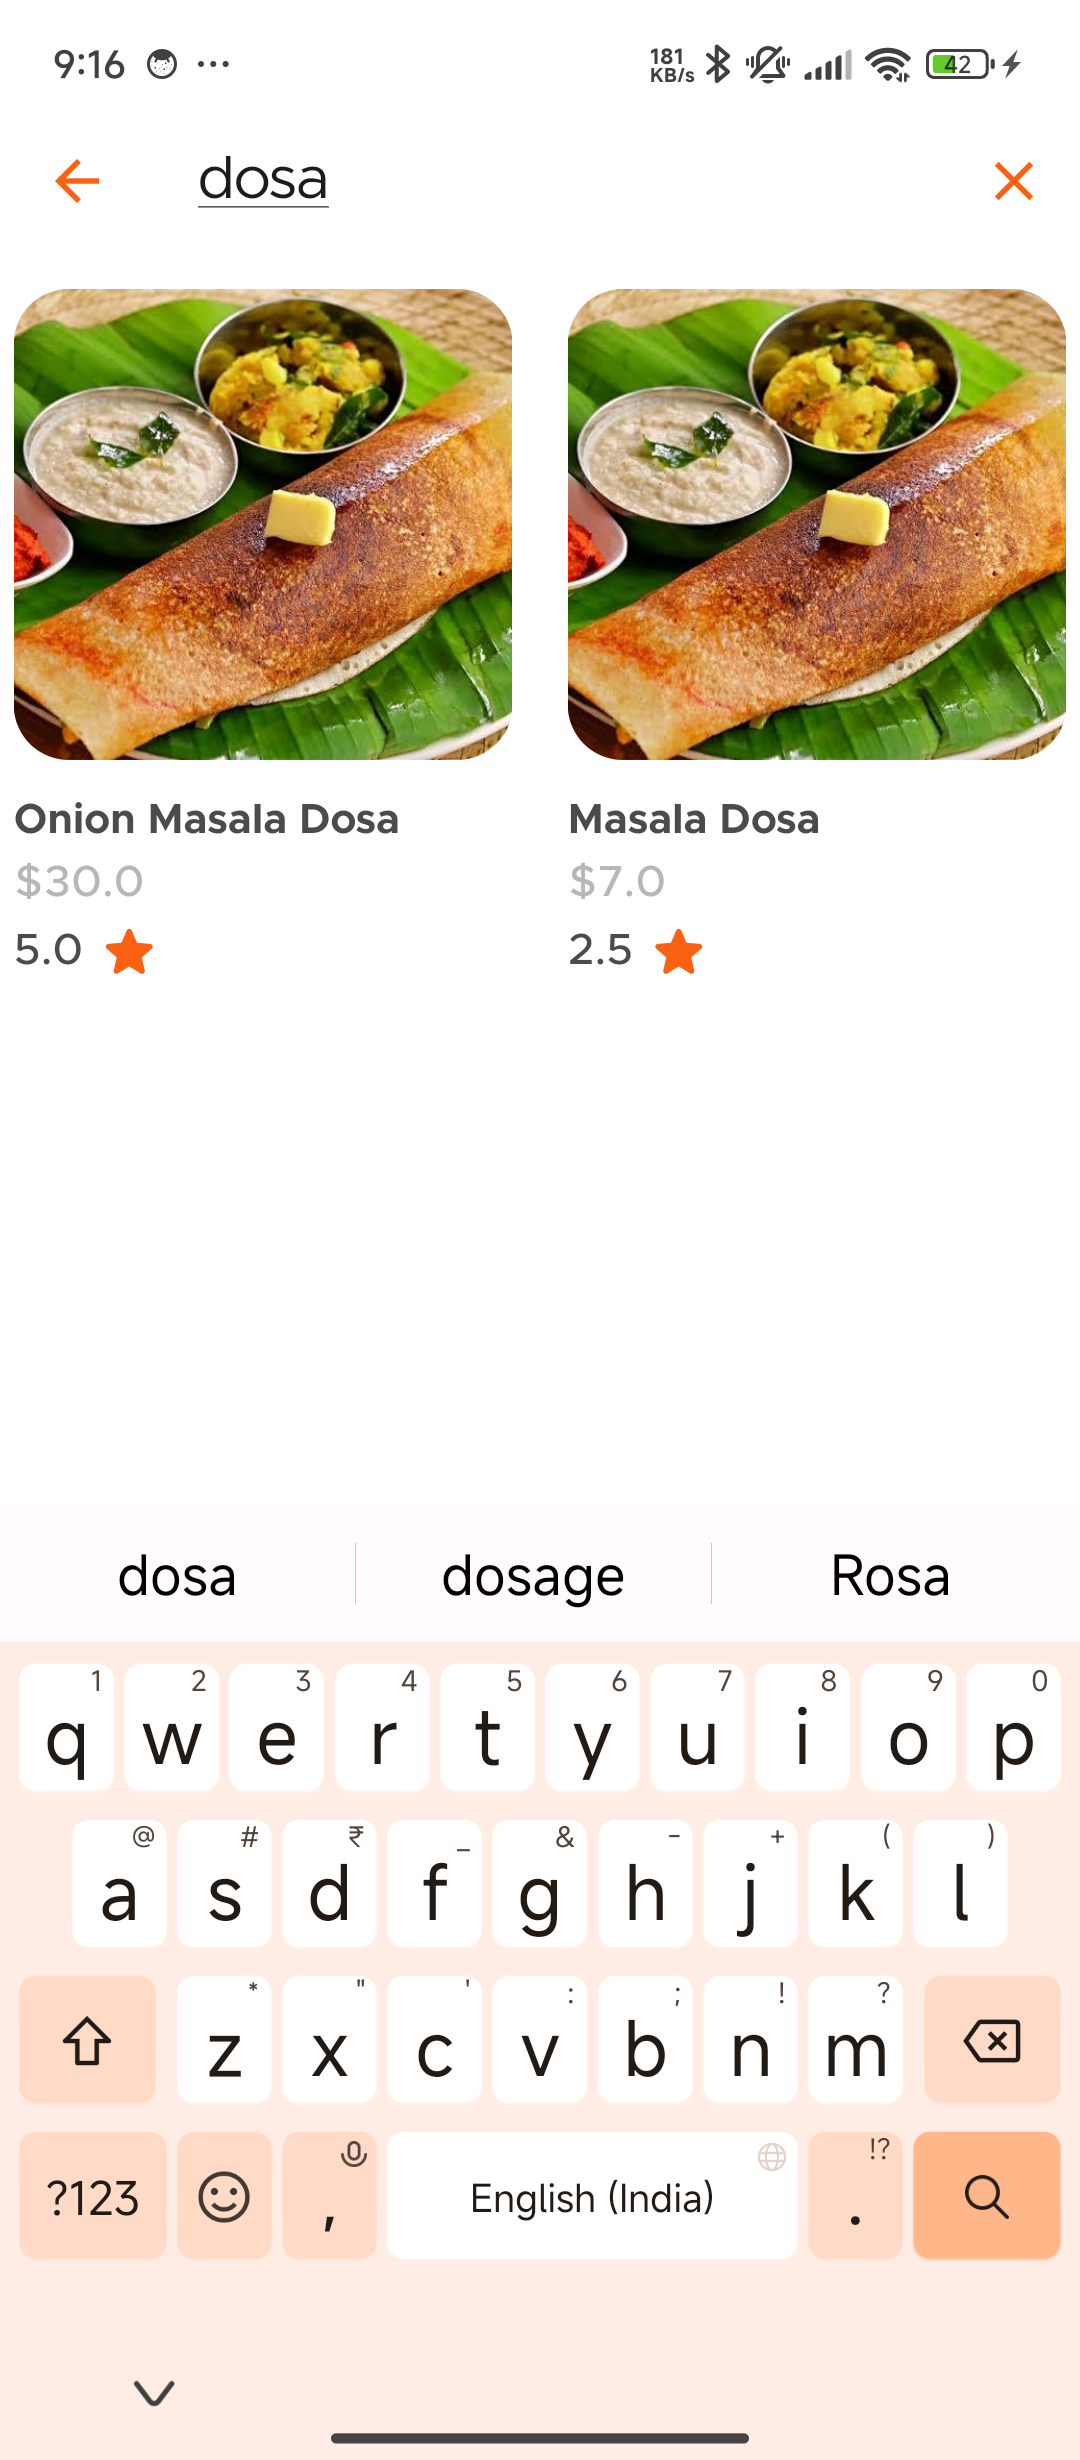 9:16 ... 181 KB/s 42
dosa
Onion Masala Dosa
$30.0
5.0
Masala Dosa
$7.0
2.5
dosa dosage Rosa
1 2 3 4 5 6 7 8 9 0
q w e r t y u i o p
@ # ₹ _ & - + ( )
a s d f g h j k l
* " ' : ; ! ?
z x c v b n m
!?
?123 , English (India) .